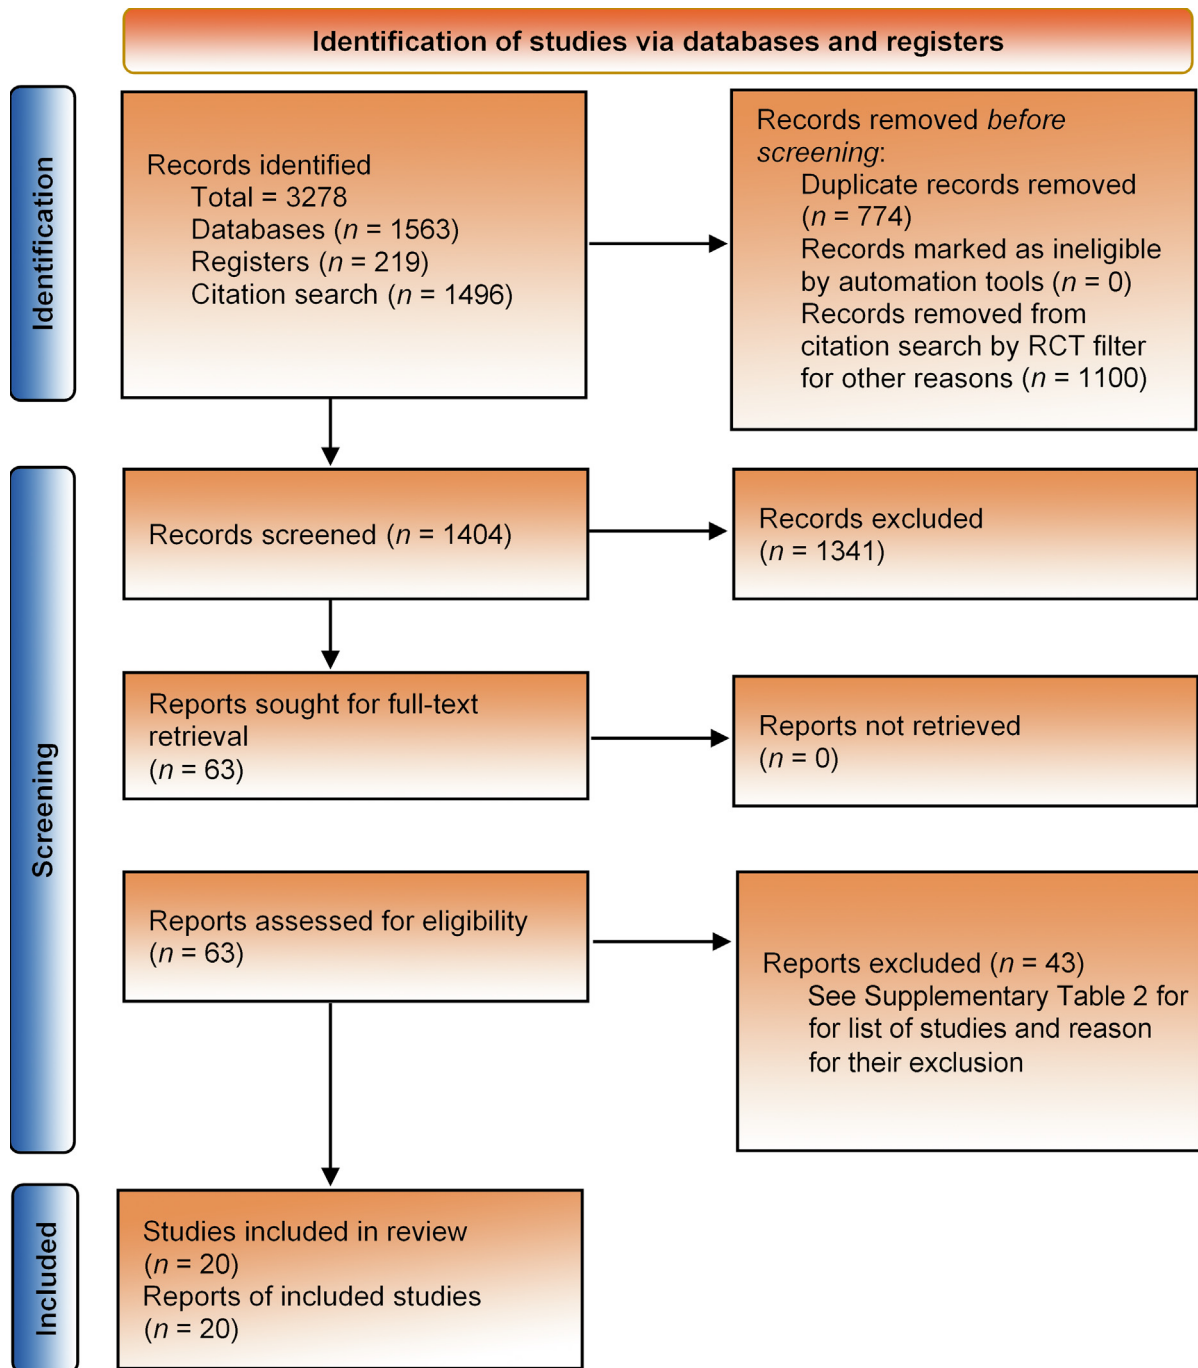 Identification of studies via databases and registers
Identification
Records identified
Total = 3278
Databases (n = 1563)
Registers (n = 219)
Citation search (n = 1496)
Records removed before
screening:
Duplicate records removed
(n = 774)
Records marked as ineligible
by automation tools (n = 0)
Records removed from
citation search by RCT filter
for other reasons (n = 1100)
Screening
Records screened (n = 1404)
Records excluded
(n = 1341)
Reports sought for full-text
retrieval
(n = 63)
Reports not retrieved
(n = 0)
Reports assessed for eligibility
(n = 63)
Reports excluded (n = 43)
See Supplementary Table 2 for
for list of studies and reason
for their exclusion
Included
Studies included in review
(n = 20)
Reports of included studies
(n = 20)